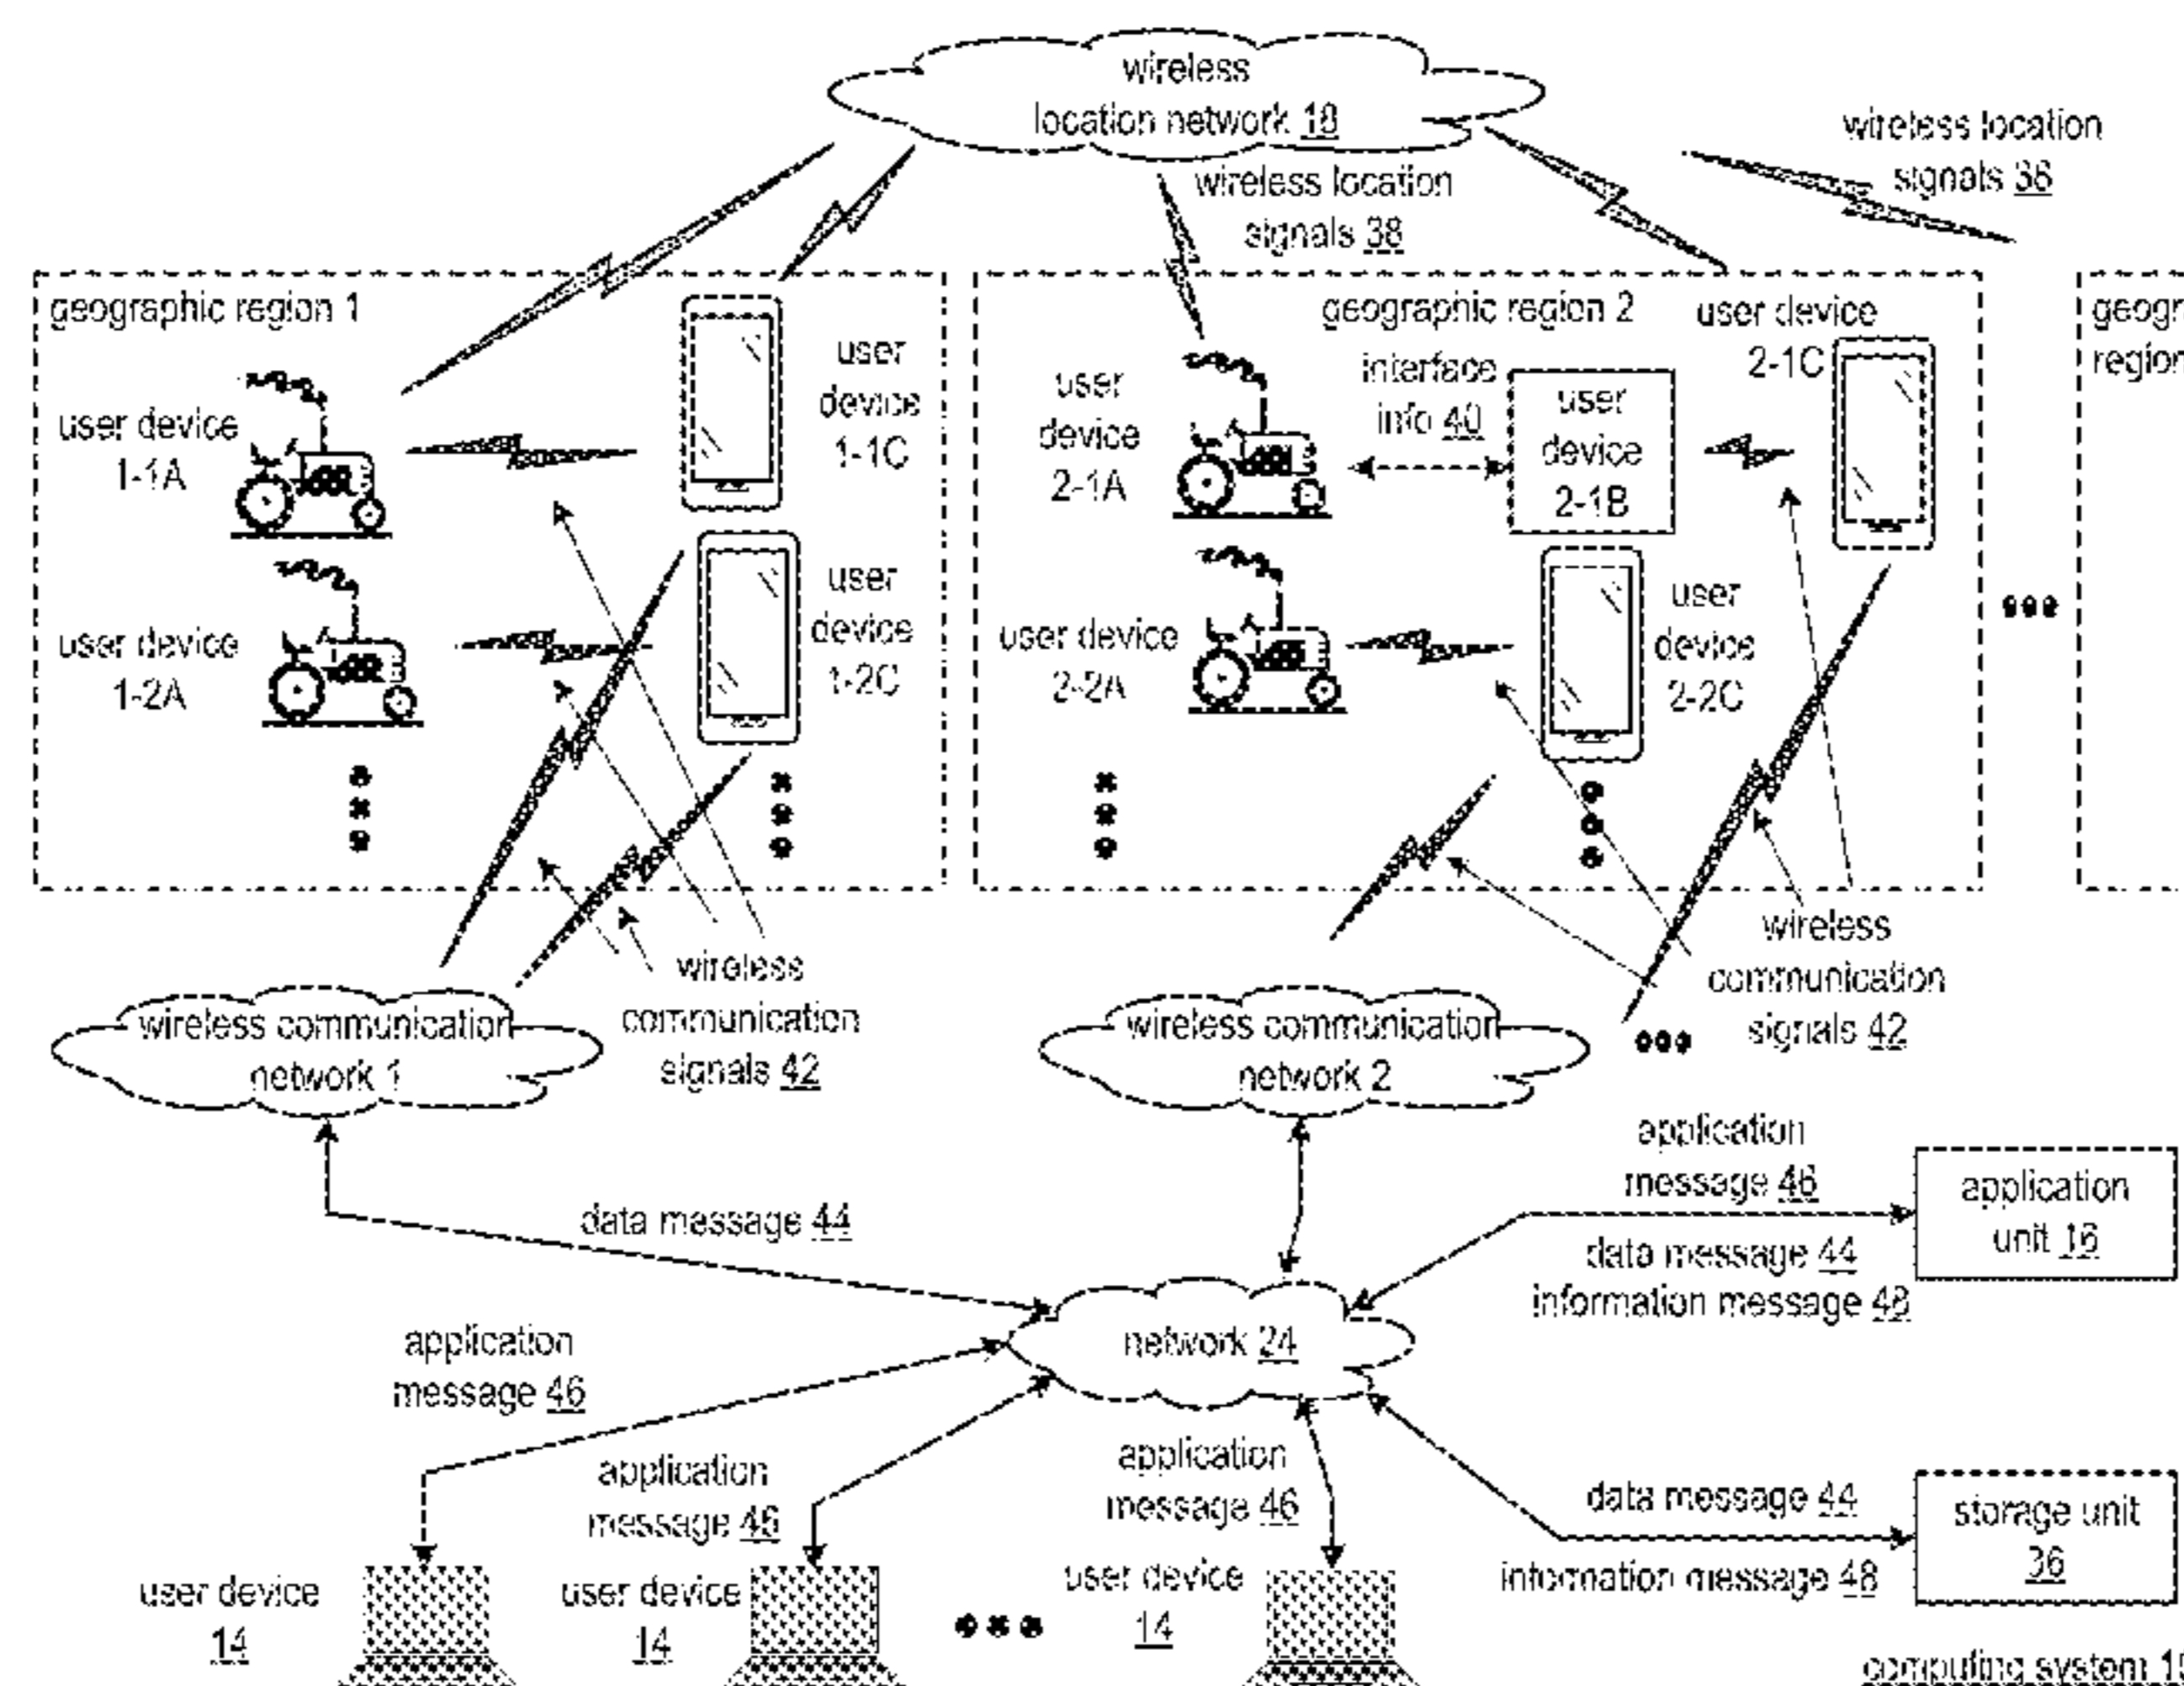 wireless
location network 18
wireless location
signals 38
wireless location
signals 38
geographic region 1
user device
1-1A
user
device
1-1C
user device
1-2A
user
device
1-2C
geographic region 2
user
device
2-1A
interface
info 40
user
device
2-1B
user device
2-1C
user device
2-2A
user
device
2-2C
wireless
communication
signals 42
wireless
communication
signals 42
wireless communication
network 1
wireless communication
network 2
data message 44
application
message 46
data message 44
information message 48
application
unit 16
network 24
application
message 46
application
message 46
application
message 46
data message 44
information message 48
storage unit
36
user device
14
user device
14
user device
14
computing system